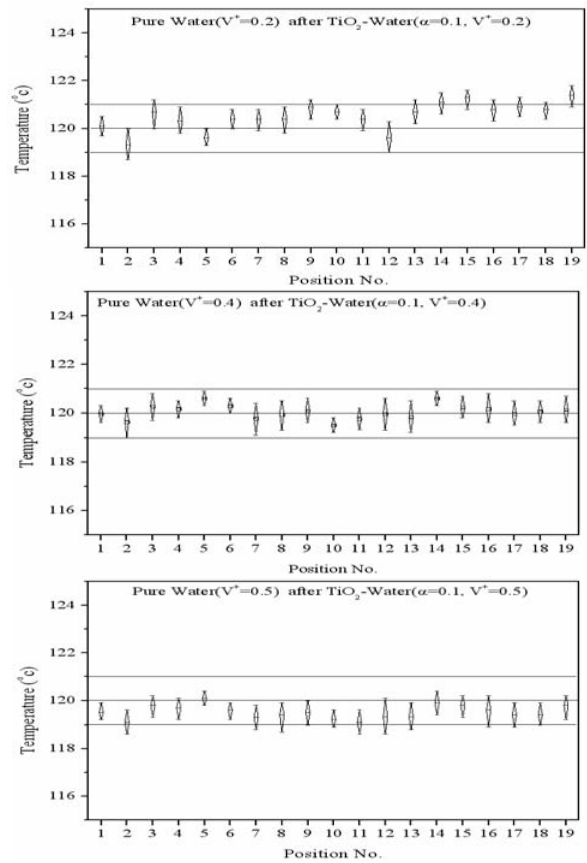 Pure Water(V⁺=0.2) after TiO₂-Water(α=0.1, V⁺=0.2)
124
122
120
118
116
Temperature (⁰c)
1 2 3 4 5 6 7 8 9 10 11 12 13 14 15 16 17 18 19
Position No.
Pure Water(V⁺=0.4) after TiO₂-Water(α=0.1, V⁺=0.4)
124
122
120
118
116
Temperature (⁰c)
1 2 3 4 5 6 7 8 9 10 11 12 13 14 15 16 17 18 19
Position No.
Pure Water(V⁺=0.5) after TiO₂-Water(α=0.1, V⁺=0.5)
124
122
120
118
116
Temperature (⁰c)
1 2 3 4 5 6 7 8 9 10 11 12 13 14 15 16 17 18 19
Position No.